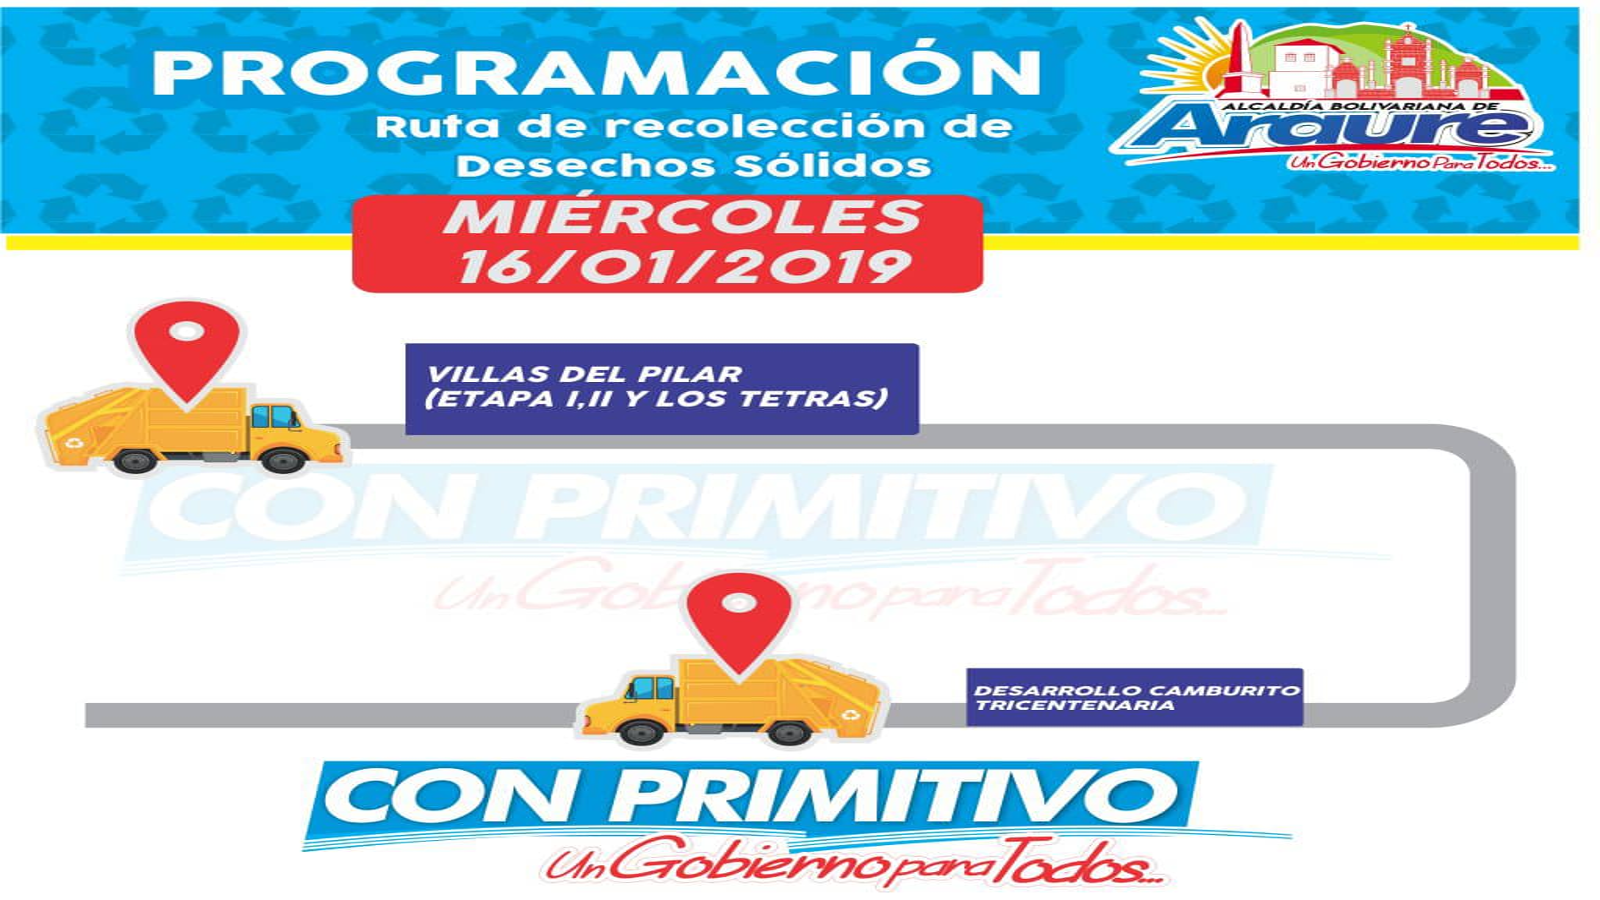 PROGRAMACIÓN
Ruta de recolección de
Desechos Sólidos
MIÉRCOLES
16/01/2019
ALCALDÍA BOLIVARIANA DE
Araure
Un Gobierno Para Todos...
VILLAS DEL PILAR
(ETAPA I,II Y LOS TETRAS)
CON PRIMITIVO
Un Gobierno para Todos...
DESARROLLO CAMBURITO
TRICENTENARIA
CON PRIMITIVO
Un Gobierno para Todos...